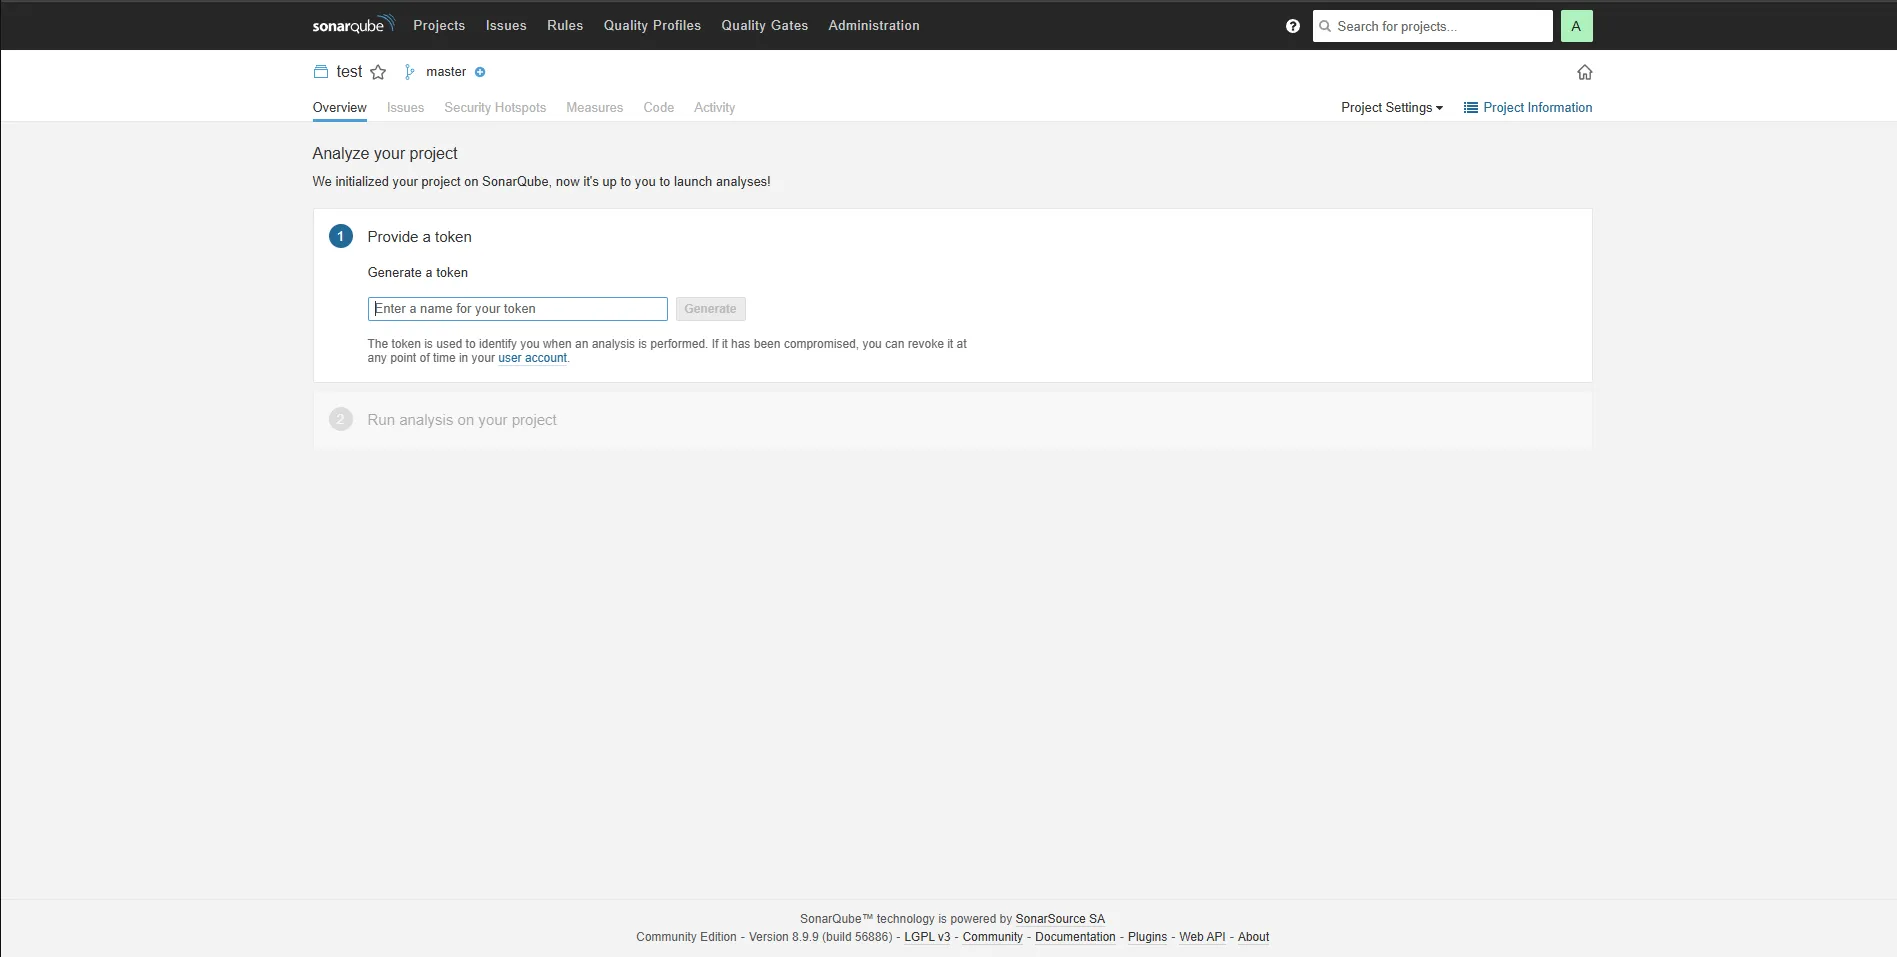 sonarqube Projects Issues Rules Quality Profiles Quality Gates Administration ? Search for projects... A
test master
Overview Issues Security Hotspots Measures Code Activity Project Settings Project Information
Analyze your project
We initialized your project on SonarQube, now it's up to you to launch analyses!
1 Provide a token
Generate a token
Enter a name for your token Generate
The token is used to identify you when an analysis is performed. If it has been compromised, you can revoke it at
any point of time in your user account.
2 Run analysis on your project
SonarQube™ technology is powered by SonarSource SA
Community Edition - Version 8.9.9 (build 56886) - LGPL v3 - Community - Documentation - Plugins - Web API - About